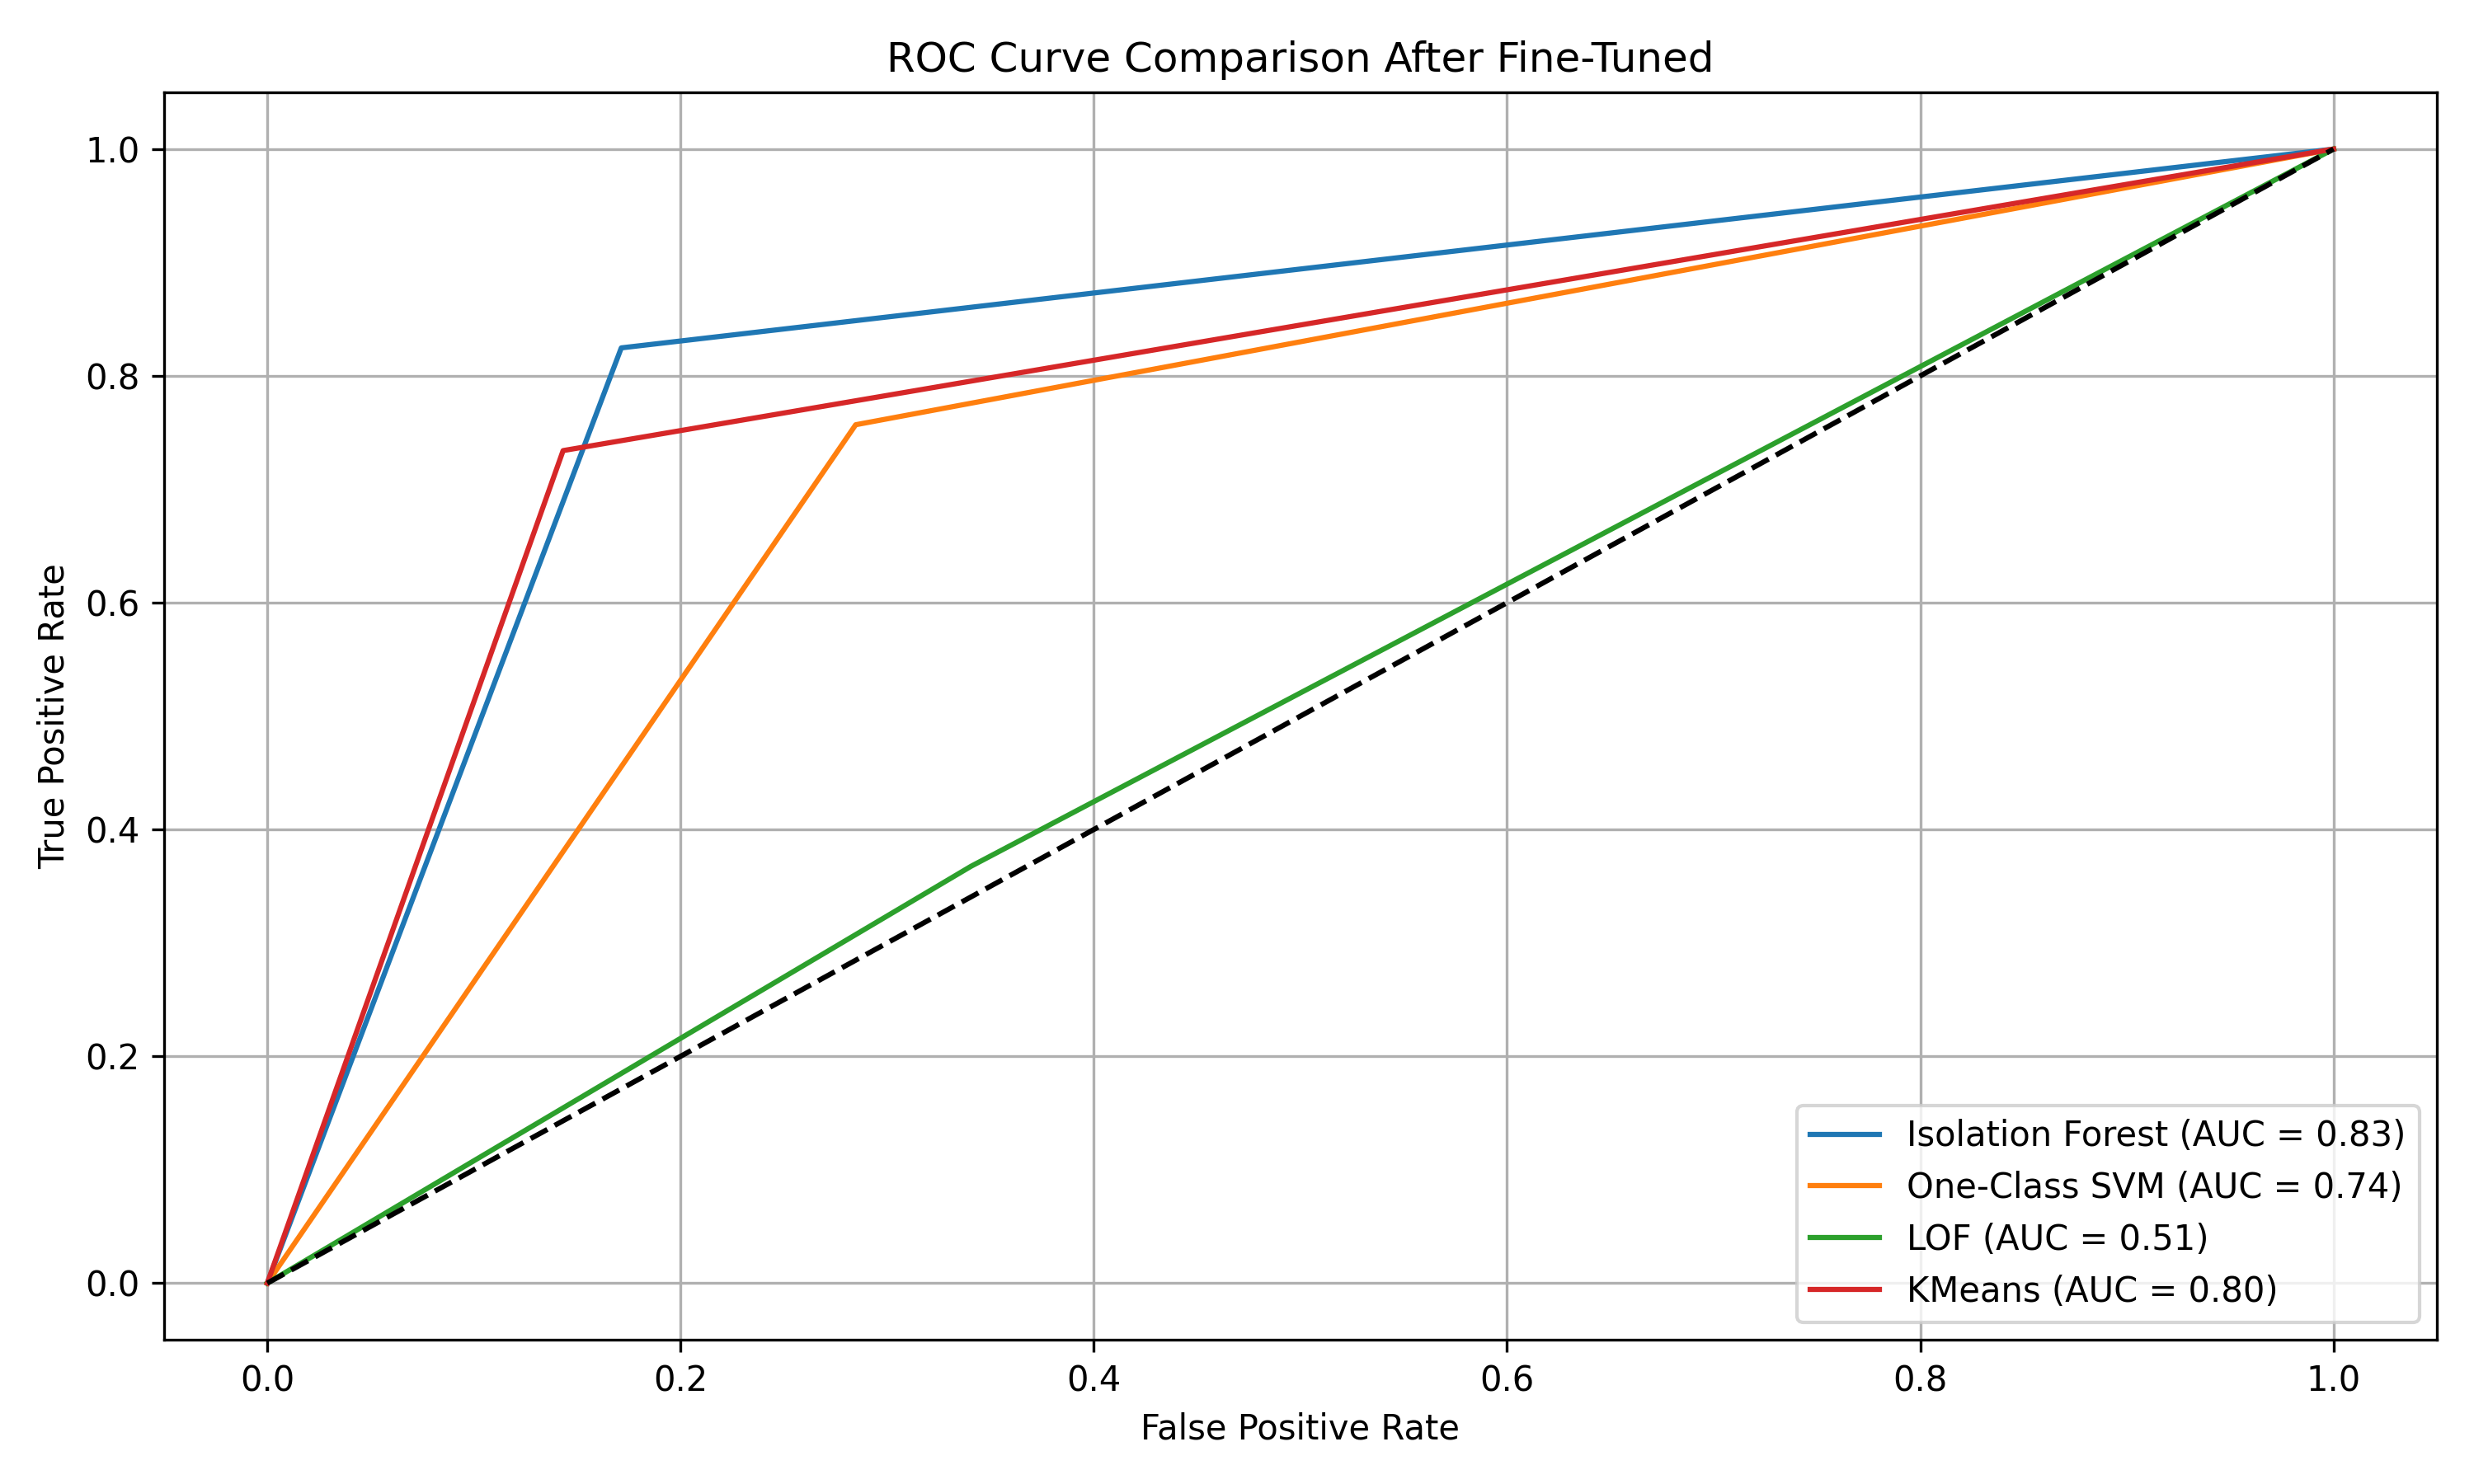 ROC Curve Comparison After Fine-Tuned
1.0
0.8
0.6
0.4
0.2
0.0
True Positive Rate
Isolation Forest (AUC = 0.83)
One-Class SVM (AUC = 0.74)
LOF (AUC = 0.51)
KMeans (AUC = 0.80)
0.0 0.2 0.4 0.6 0.8 1.0
False Positive Rate